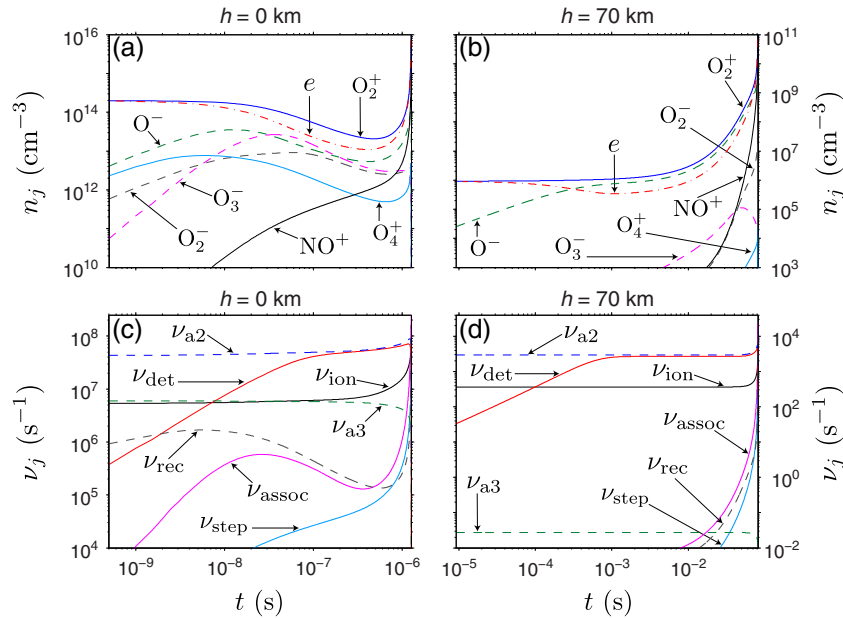 h = 0 km
h = 70 km
(a)
(b)
10^16
10^14
10^12
10^10
n_j (cm^−3)
e
O_2^+
O^−
O_3^−
O_2^−
NO^+
O_4^+
10^11
10^9
10^7
10^5
10^3
n_j (cm^−3)
O_2^+
O_2^−
e
NO^+
O_4^+
O^−
O_3^−
h = 0 km
h = 70 km
(c)
(d)
10^8
10^7
10^6
10^5
10^4
ν_j (s^−1)
ν_a2
ν_det
ν_ion
ν_a3
ν_rec
ν_assoc
ν_step
10^4
10^2
10^0
10^−2
ν_j (s^−1)
ν_a2
ν_det
ν_ion
ν_assoc
ν_rec
ν_a3
ν_step
10^−9
10^−8
10^−7
10^−6
10^−5
10^−4
10^−3
10^−2
t (s)
t (s)